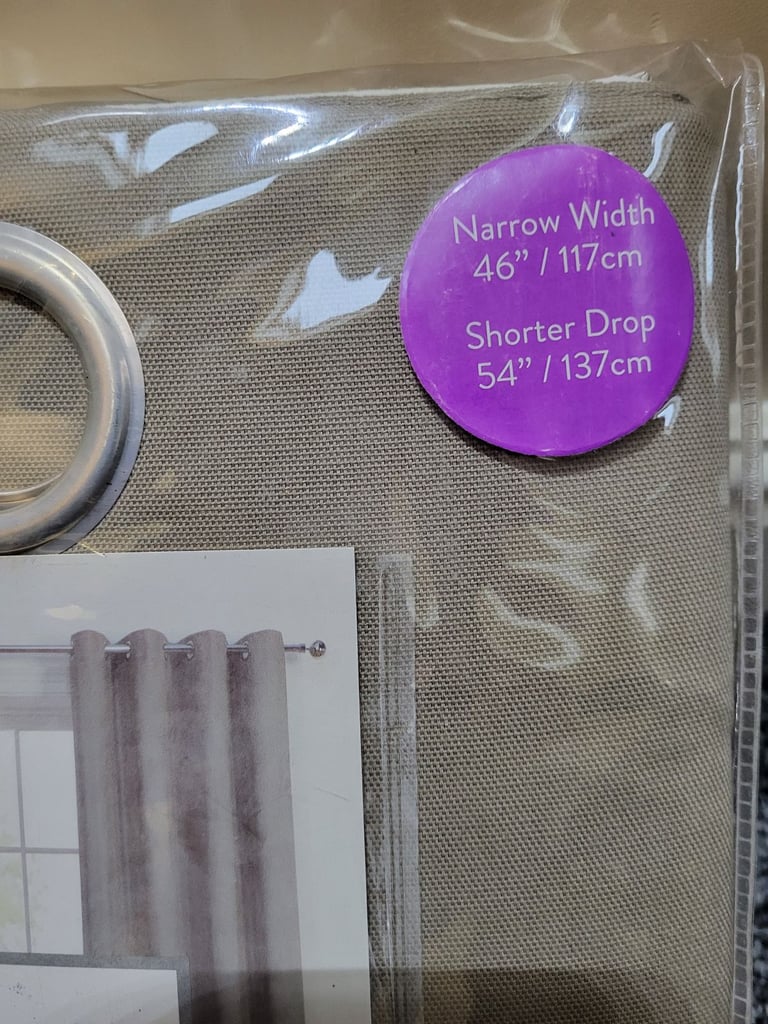 Narrow Width
46” / 117cm
Shorter Drop
54” / 137cm